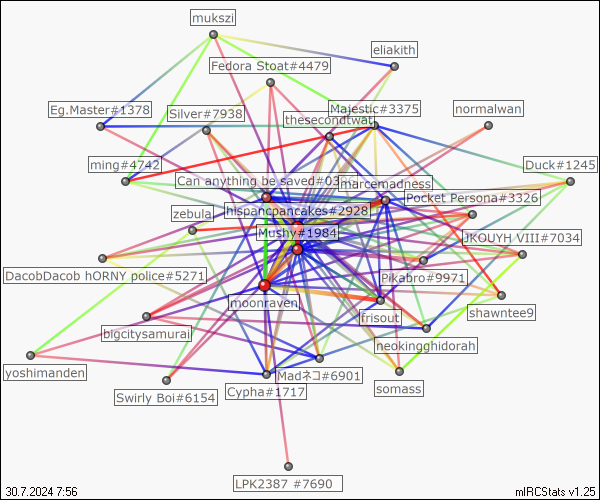 mukszi
eliakith
Fedora Stoat#4479
Eg.Master#1378
Silver#7938
Majestic#3375
normalwan
thesecondtwat
ming#4742
Duck#1245
Can anything be saved#03
marcemadness
Pocket Persona#3326
zebula
hispancpancakes#2928
Mushy#1984
JKOUYH VIII#7034
DacobDacob hORNY police#5271
Pikabro#9971
moonraven
frisout
shawntee9
bigcitysamurai
neokingghidorah
yoshimanden
Madネコ#6901
Swirly Boi#6154
Cypha#1717
somass
LPK2387 #7690
30.7.2024 7:56
mIRCStats v1.25